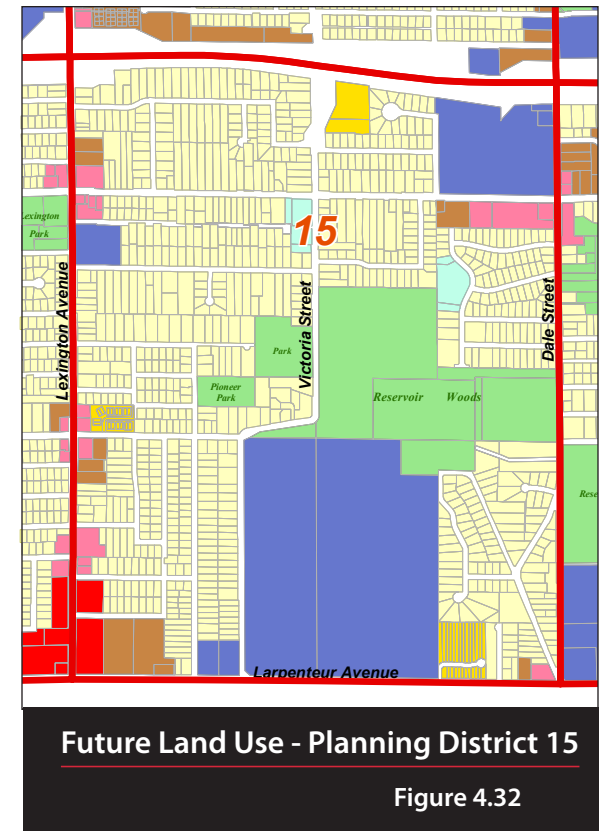 Lexington
Park
15
Lexington Avenue
Victoria Street
Dale Street
Park
Pioneer
Park
Reservoir Woods
Rese
Larpenteur Avenue
Future Land Use - Planning District 15
Figure 4.32